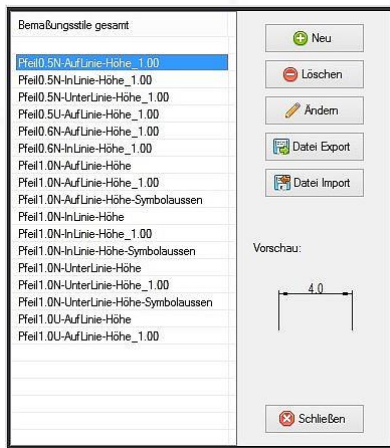 Bemaßungsstile gesamt
Pfeil0.5N-AufLinie-Höhe_1.00
Pfeil0.5N-InLinie-Höhe_1.00
Pfeil0.5N-UnterLinie-Höhe_1.00
Pfeil0.5U-AufLinie-Höhe_1.00
Pfeil0.6N-AufLinie-Höhe_1.00
Pfeil0.6N-InLinie-Höhe_1.00
Pfeil1.0N-AufLinie-Höhe
Pfeil1.0N-AufLinie-Höhe_1.00
Pfeil1.0N-AufLinie-Höhe-Symbolaussen
Pfeil1.0N-InLinie-Höhe
Pfeil1.0N-InLinie-Höhe_1.00
Pfeil1.0N-InLinie-Höhe-Symbolaussen
Pfeil1.0N-UnterLinie-Höhe
Pfeil1.0N-UnterLinie-Höhe_1.00
Pfeil1.0N-UnterLinie-Höhe-Symbolaussen
Pfeil1.0U-AufLinie-Höhe
Pfeil1.0U-AufLinie-Höhe_1.00
Neu
Löschen
Ändern
Datei Export
Datei Import
Vorschau:
4.0
Schließen